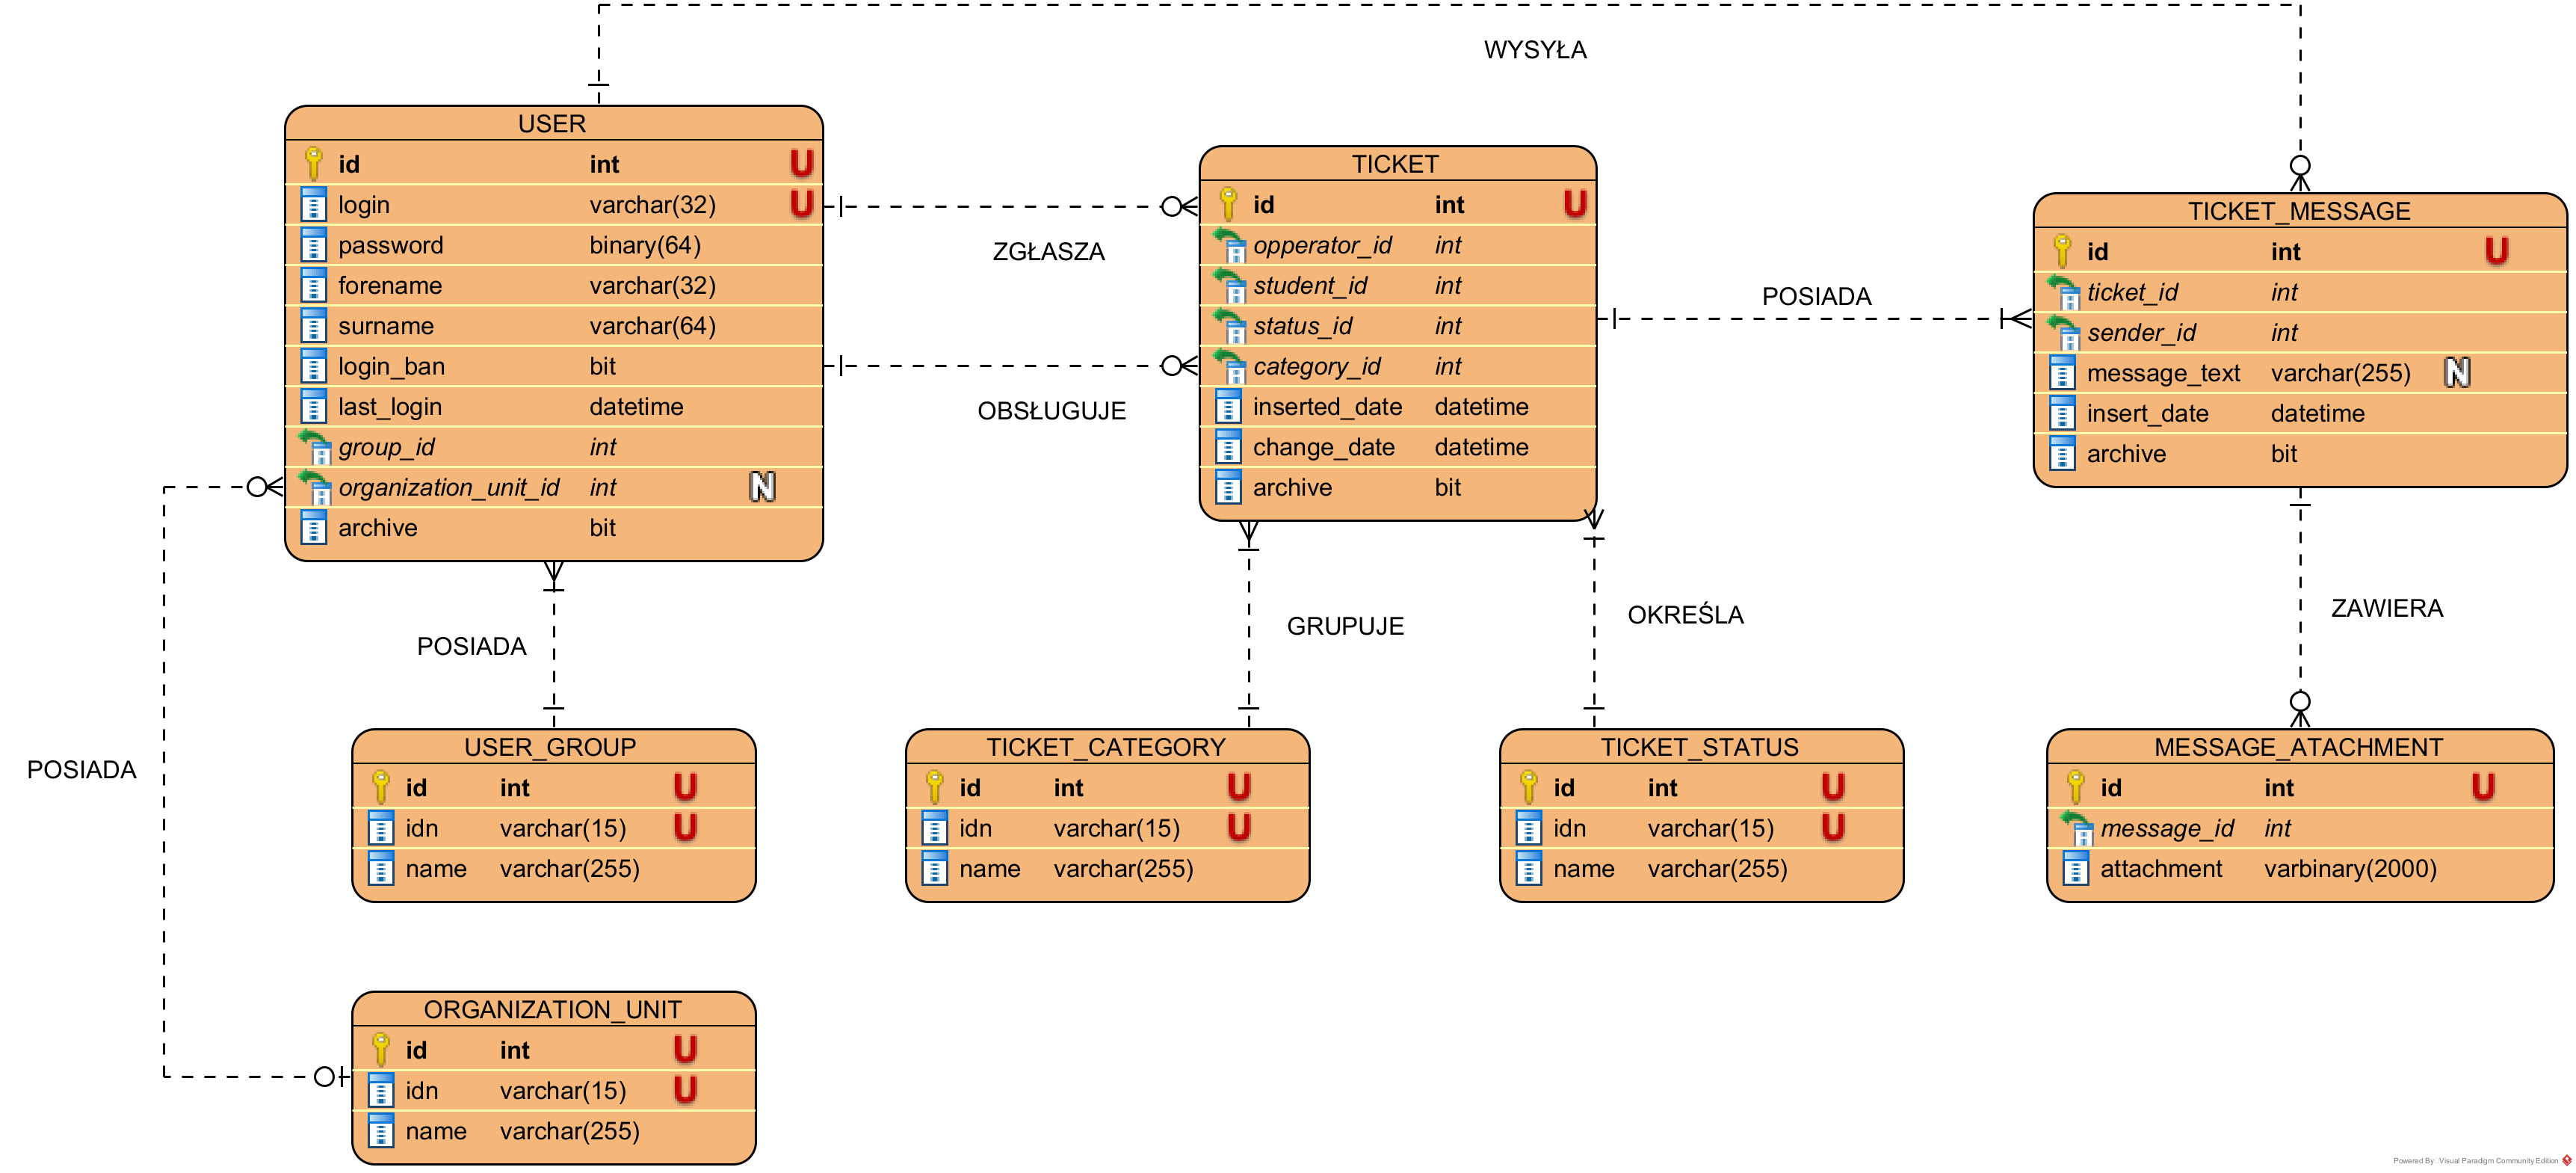 WYSYŁA
USER
id int U
login varchar(32) U
password binary(64)
forename varchar(32)
surname varchar(64)
login_ban bit
last_login datetime
group_id int
organization_unit_id int N
archive bit
ZGŁASZA
OBSŁUGUJE
TICKET
id int U
opperator_id int
student_id int
status_id int
category_id int
inserted_date datetime
change_date datetime
archive bit
POSIADA
TICKET_MESSAGE
id int U
ticket_id int
sender_id int
message_text varchar(255) N
insert_date datetime
archive bit
POSIADA
GRUPUJE
OKREŚLA
ZAWIERA
POSIADA
USER_GROUP
id int U
idn varchar(15) U
name varchar(255)
TICKET_CATEGORY
id int U
idn varchar(15) U
name varchar(255)
TICKET_STATUS
id int U
idn varchar(15) U
name varchar(255)
MESSAGE_ATACHMENT
id int U
message_id int
attachment varbinary(2000)
ORGANIZATION_UNIT
id int U
idn varchar(15) U
name varchar(255)
Powered By: Visual Paradigm Community Edition